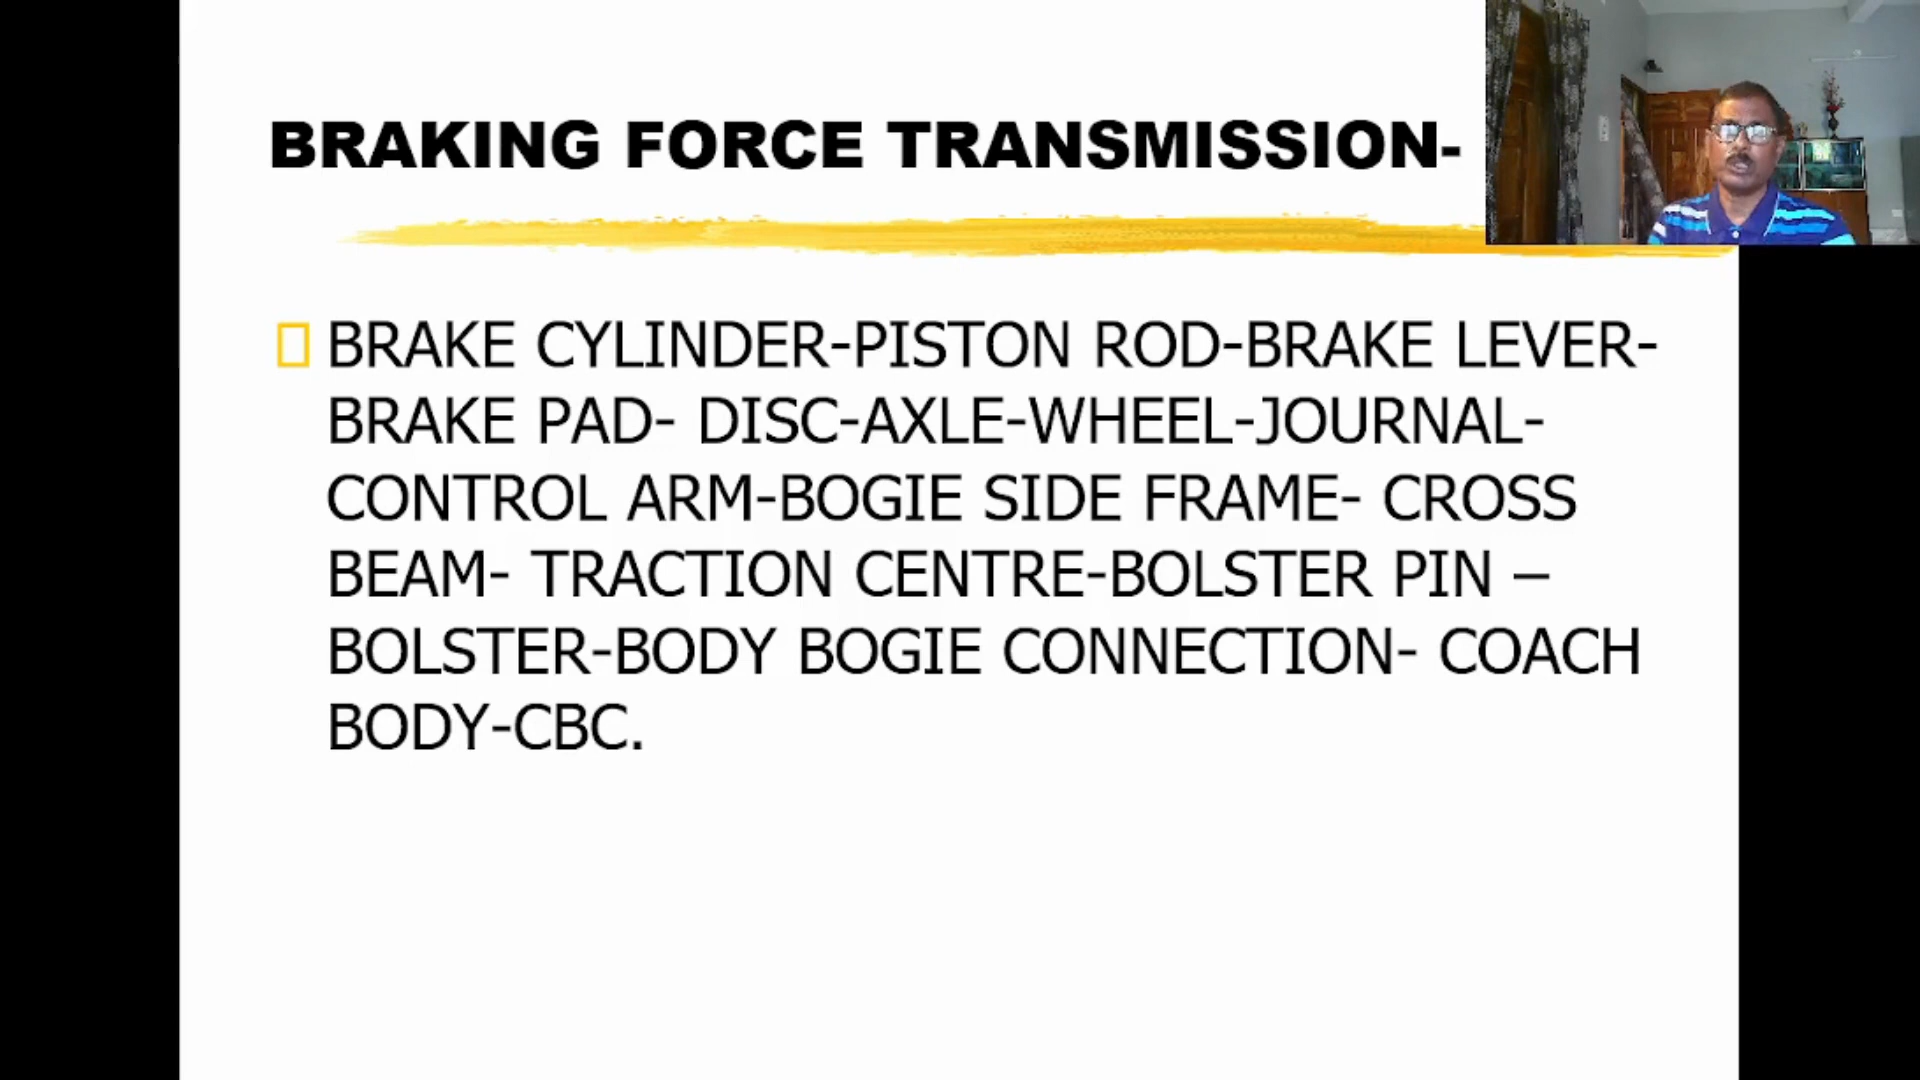 BRAKING FORCE TRANSMISSION-
BRAKE CYLINDER-PISTON ROD-BRAKE LEVER-
BRAKE PAD- DISC-AXLE-WHEEL-JOURNAL-
CONTROL ARM-BOGIE SIDE FRAME- CROSS
BEAM- TRACTION CENTRE-BOLSTER PIN –
BOLSTER-BODY BOGIE CONNECTION- COACH
BODY-CBC.